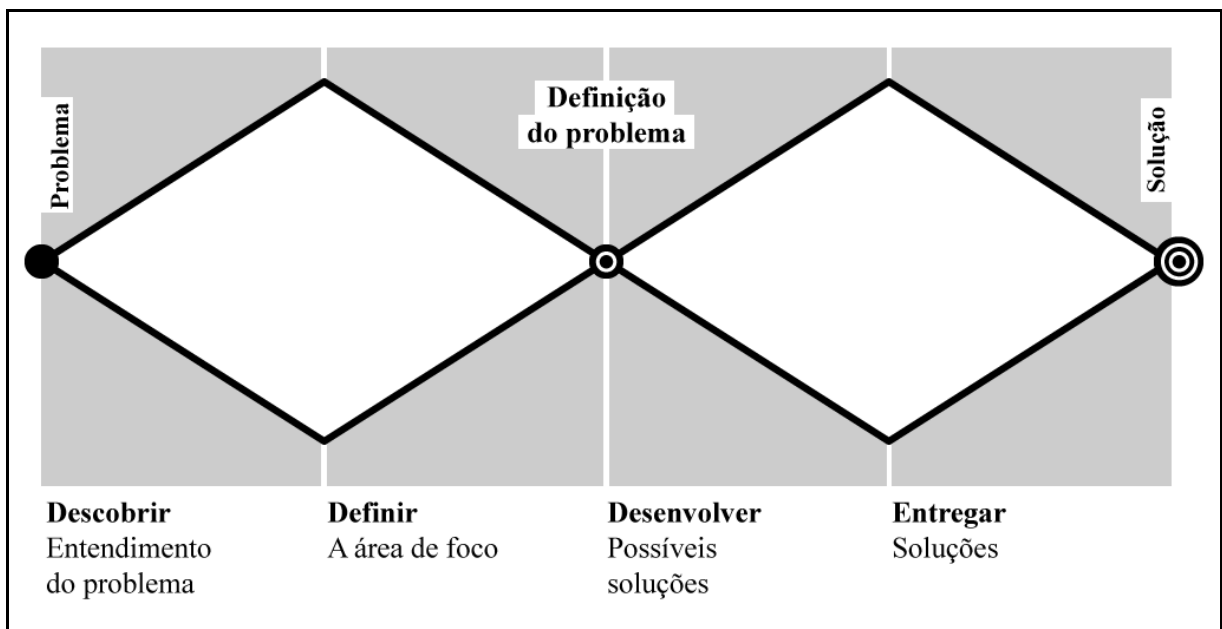 Problema
Definição
do problema
Solução
Descobrir
Entendimento
do problema
Definir
A área de foco
Desenvolver
Possíveis
soluções
Entregar
Soluções